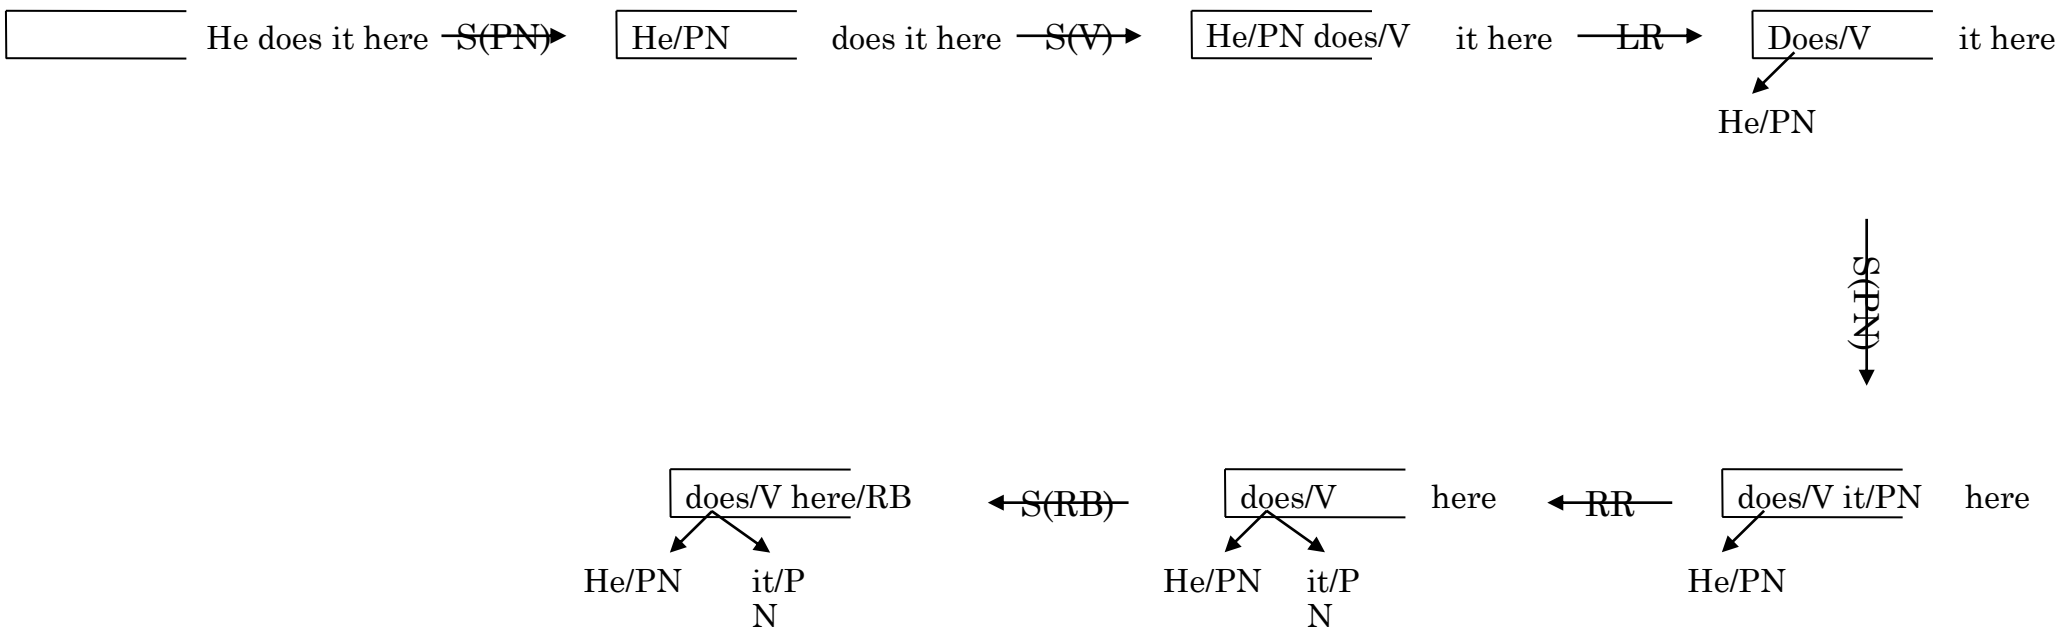 He does it here S(PN) He/PN does it here S(V) He/PN does/V it here LR Does/V it here
He/PN
S(PN)
does/V here/RB S(RB) does/V here RR does/V it/PN here
He/PN it/P He/PN it/P He/PN
N N